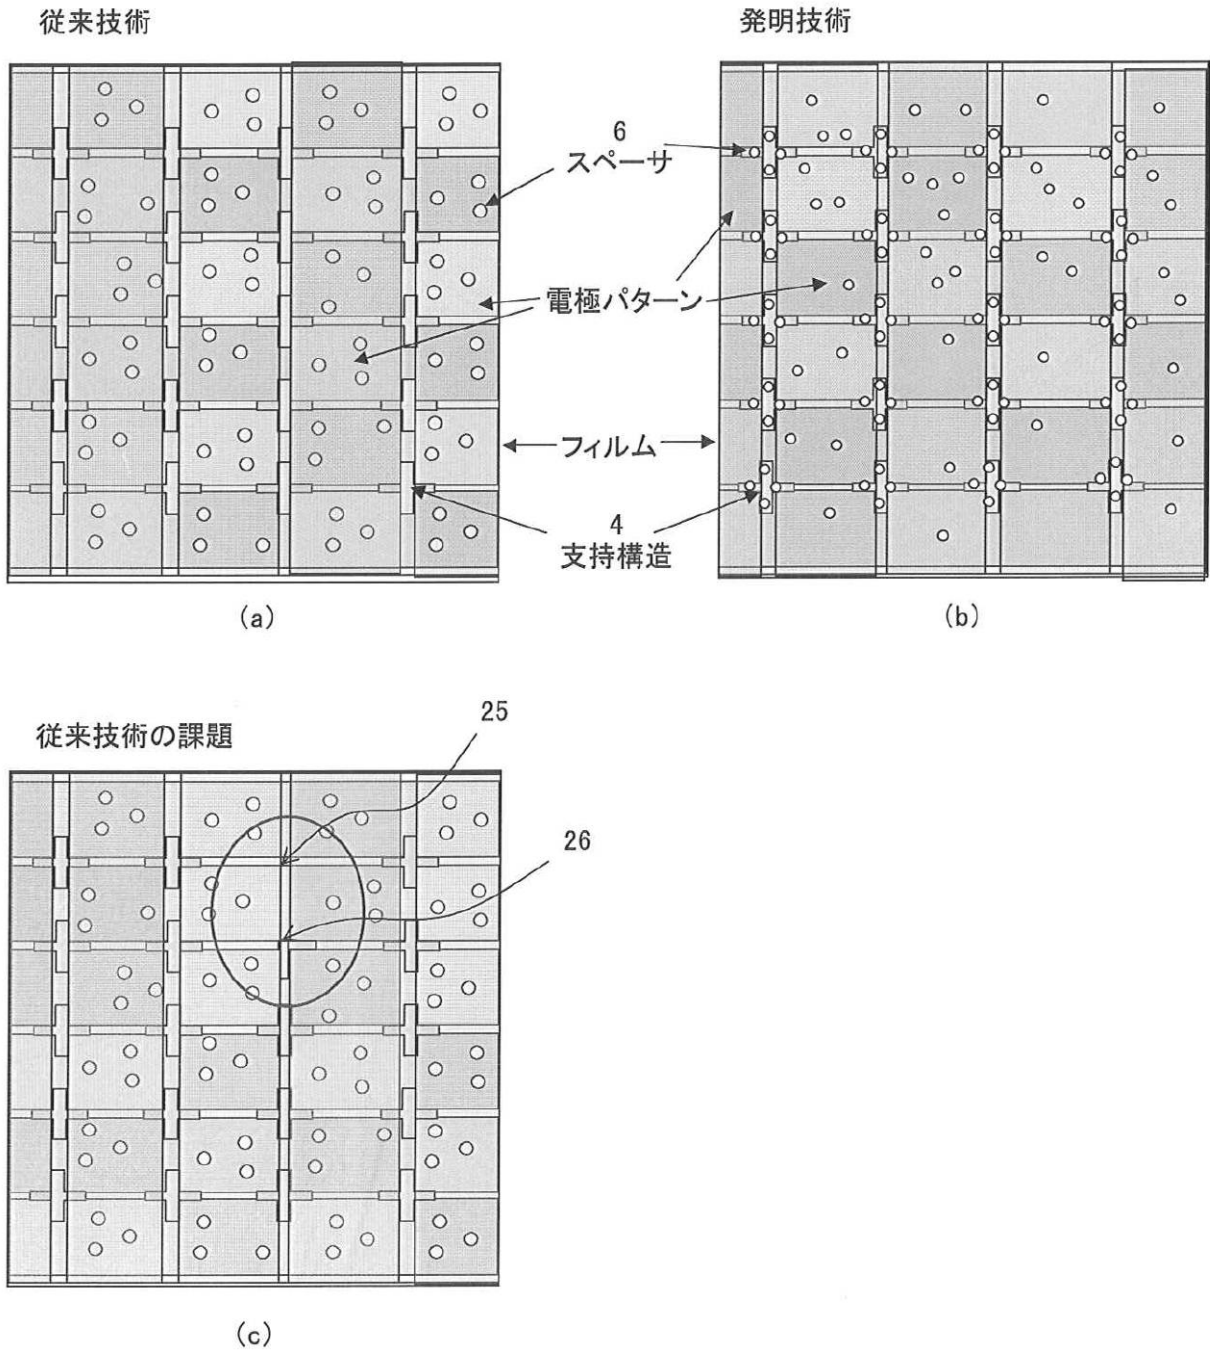 従来技術
発明技術
6
スペーサ
電極パターン
フィルム
4
支持構造
(a)
(b)
従来技術の課題
25
26
(c)